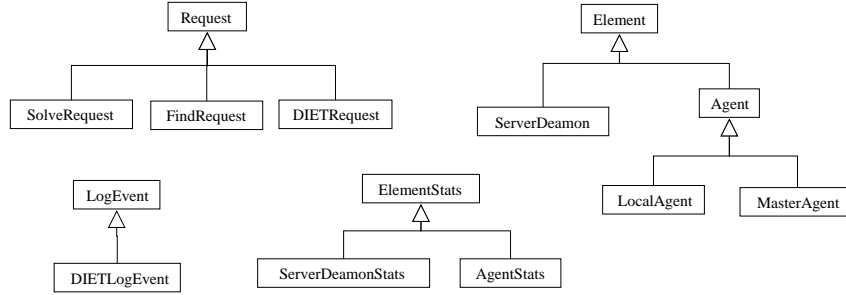 Request
Element
SolveRequest
FindRequest
DIETRequest
ServerDeamon
Agent
LogEvent
ElementStats
LocalAgent
MasterAgent
DIETLogEvent
ServerDeamonStats
AgentStats